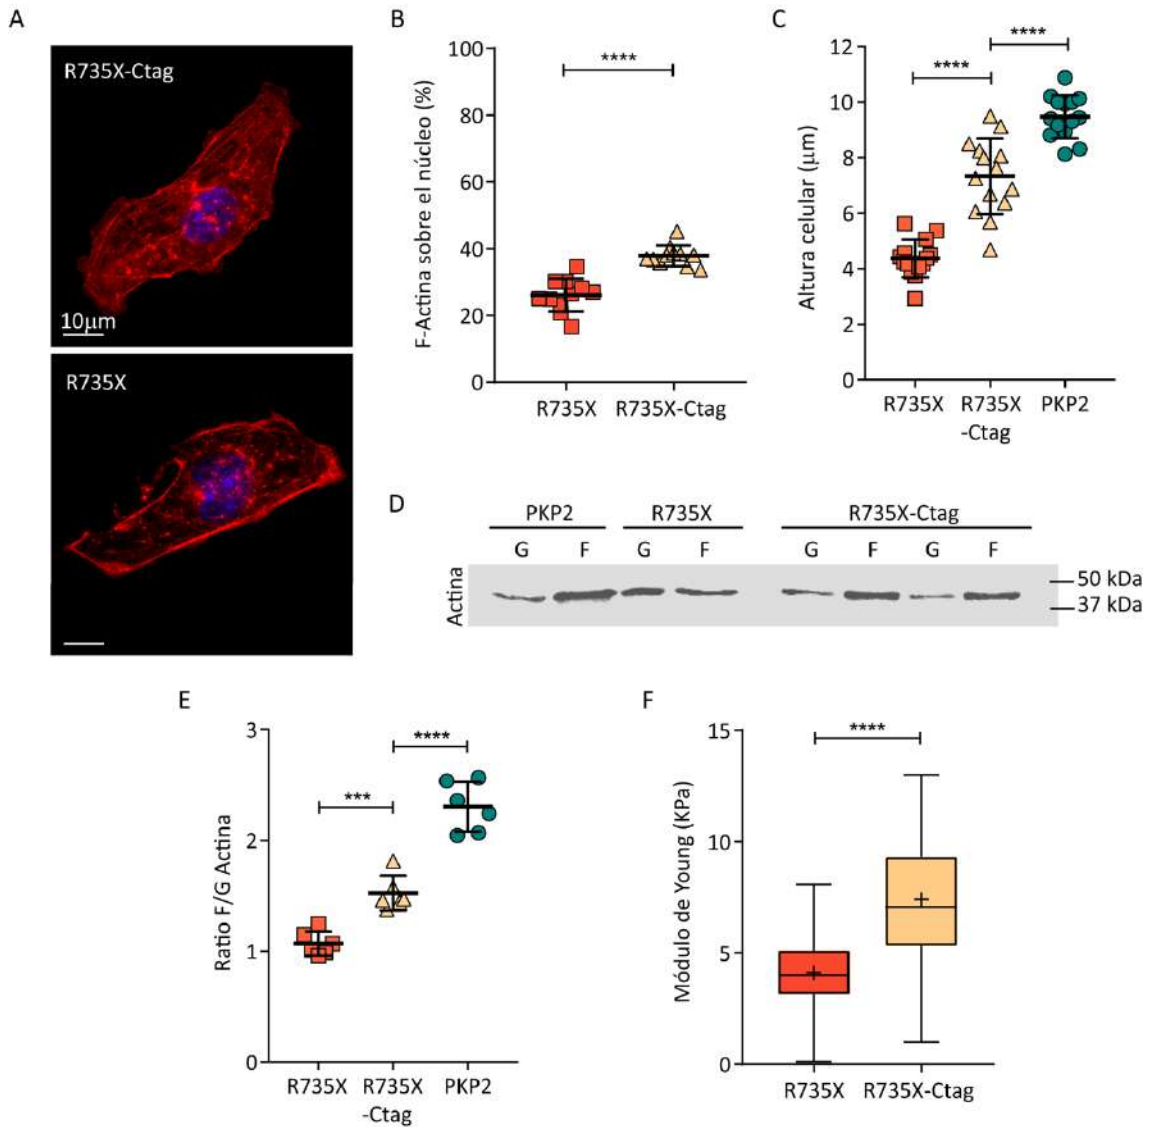 A
R735X-Ctag
10µm
R735X
B
F-Actina sobre el núcleo (%)
100
80
60
40
20
0
****
R735X
R735X-Ctag
C
Altura celular (µm)
12
10
8
6
4
2
0
****
****
R735X
R735X
-Ctag
PKP2
D
PKP2
R735X
R735X-Ctag
G F G F G F G F
Actina
50 kDa
37 kDa
E
Ratio F/G Actina
3
2
1
0
***
****
R735X
R735X
-Ctag
PKP2
F
Módulo de Young (KPa)
15
10
5
0
****
R735X
R735X-Ctag